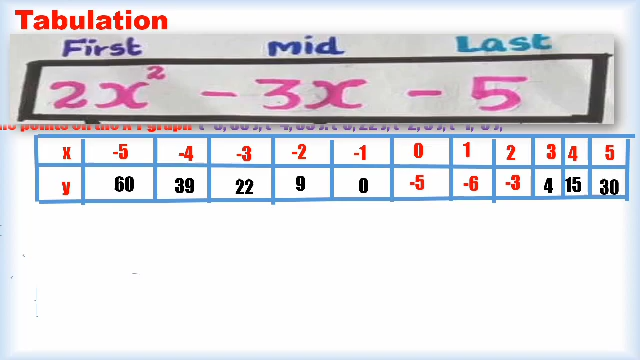 Tabulation
First Mid Last
2x² - 3x - 5
x -5 -4 -3 -2 -1 0 1 2 3 4 5
y 60 39 22 9 0 -5 -6 -3 4 15 30